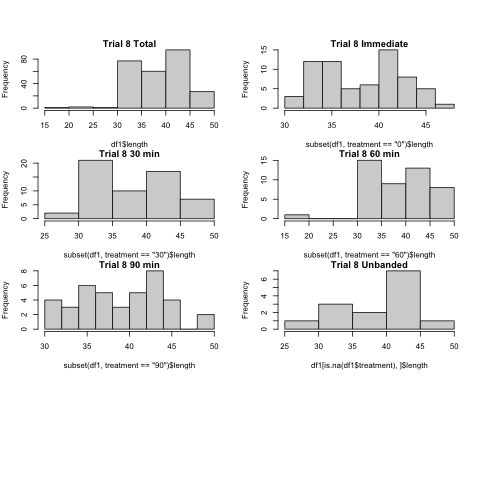 Trial 8 Total
Frequency
0
40
80
15 20 25 30 35 40 45 50
df1$length
Trial 8 Immediate
Frequency
0
5
10
15
30 35 40 45
subset(df1, treatment == "0")$length
Trial 8 30 min
Frequency
0
5
10
20
25 30 35 40 45 50
subset(df1, treatment == "30")$length
Trial 8 60 min
Frequency
0
5
10
15
15 20 25 30 35 40 45 50
subset(df1, treatment == "60")$length
Trial 8 90 min
Frequency
0
2
4
6
8
30 35 40 45 50
subset(df1, treatment == "90")$length
Trial 8 Unbanded
Frequency
0
2
4
6
25 30 35 40 45 50
df1[is.na(df1$treatment), ]$length